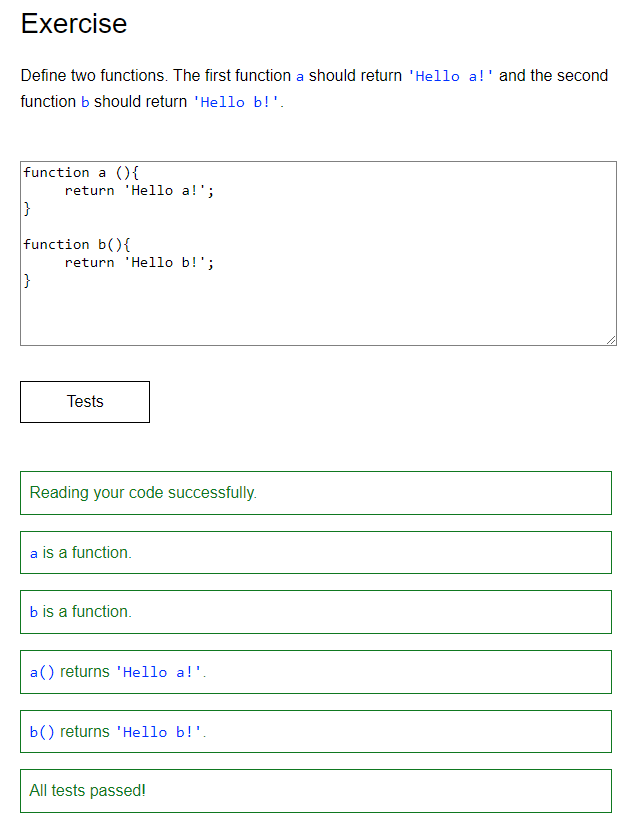 Exercise
Define two functions. The first function a should return 'Hello a!' and the second
function b should return 'Hello b!'.
function a (){
     return 'Hello a!';
}
function b(){
     return 'Hello b!';
}
Tests
Reading your code successfully.
a is a function.
b is a function.
a() returns 'Hello a!'.
b() returns 'Hello b!'.
All tests passed!